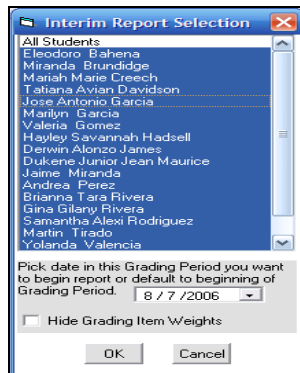 Interim Report Selection
All Students
Eleodoro Bahena
Miranda Brundidge
Mariah Marie Creech
Tatiana Avian Davidson
Jose Antonio Garcia
Marilyn Garcia
Valeria Gomez
Hayley Savannah Hadsell
Derwin Alonzo James
Dukene Junior Jean Maurice
Jaime Miranda
Andrea Perez
Brianna Tara Rivera
Gina Gilany Rivera
Samantha Alexi Rodriguez
Martin Tirado
Yolanda Valencia
Pick date in this Grading Period you want
to begin report or default to beginning of
Grading Period. 8 / 7 /2006
Hide Grading Item Weights
OK Cancel